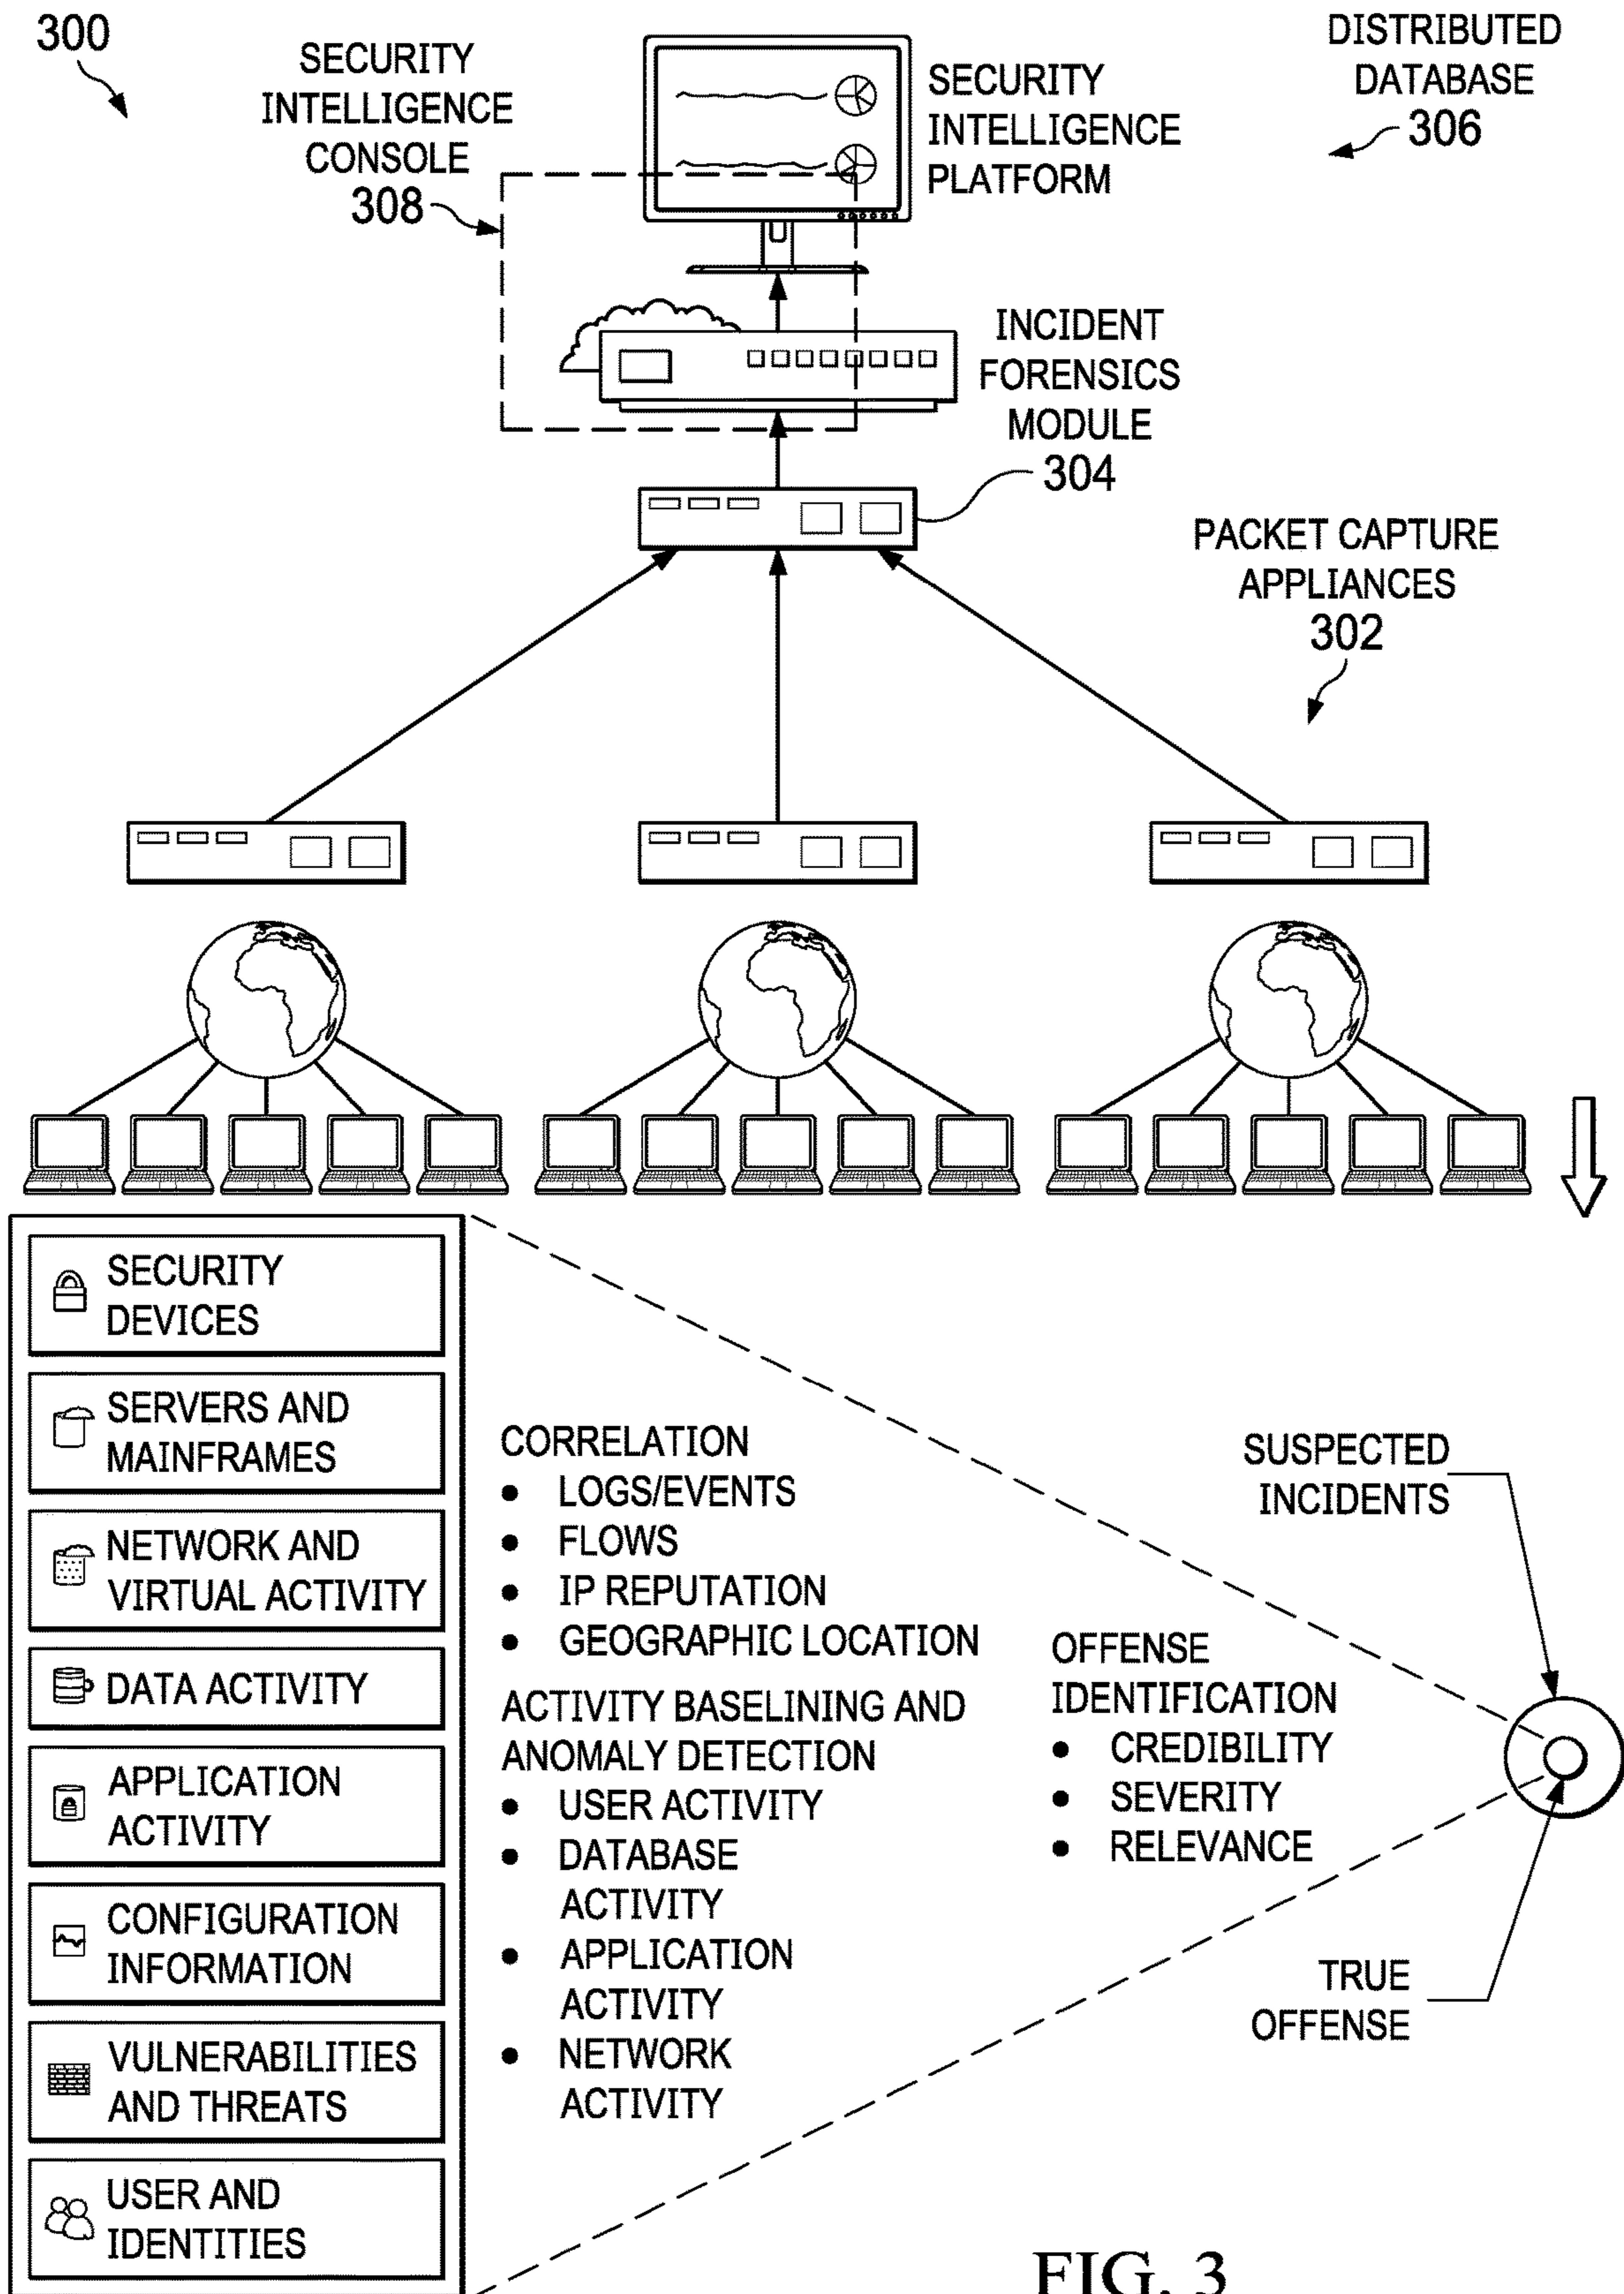 300
SECURITY
INTELLIGENCE
CONSOLE
308
SECURITY
INTELLIGENCE
PLATFORM
DISTRIBUTED
DATABASE
306
INCIDENT
FORENSICS
MODULE
304
PACKET CAPTURE
APPLIANCES
302
SECURITY
DEVICES
SERVERS AND
MAINFRAMES
NETWORK AND
VIRTUAL ACTIVITY
DATA ACTIVITY
APPLICATION
ACTIVITY
CONFIGURATION
INFORMATION
VULNERABILITIES
AND THREATS
USER AND
IDENTITIES
CORRELATION
• LOGS/EVENTS
• FLOWS
• IP REPUTATION
• GEOGRAPHIC LOCATION
ACTIVITY BASELINING AND
ANOMALY DETECTION
• USER ACTIVITY
• DATABASE
ACTIVITY
• APPLICATION
ACTIVITY
• NETWORK
ACTIVITY
OFFENSE
IDENTIFICATION
• CREDIBILITY
• SEVERITY
• RELEVANCE
SUSPECTED
INCIDENTS
TRUE
OFFENSE
FIG. 3